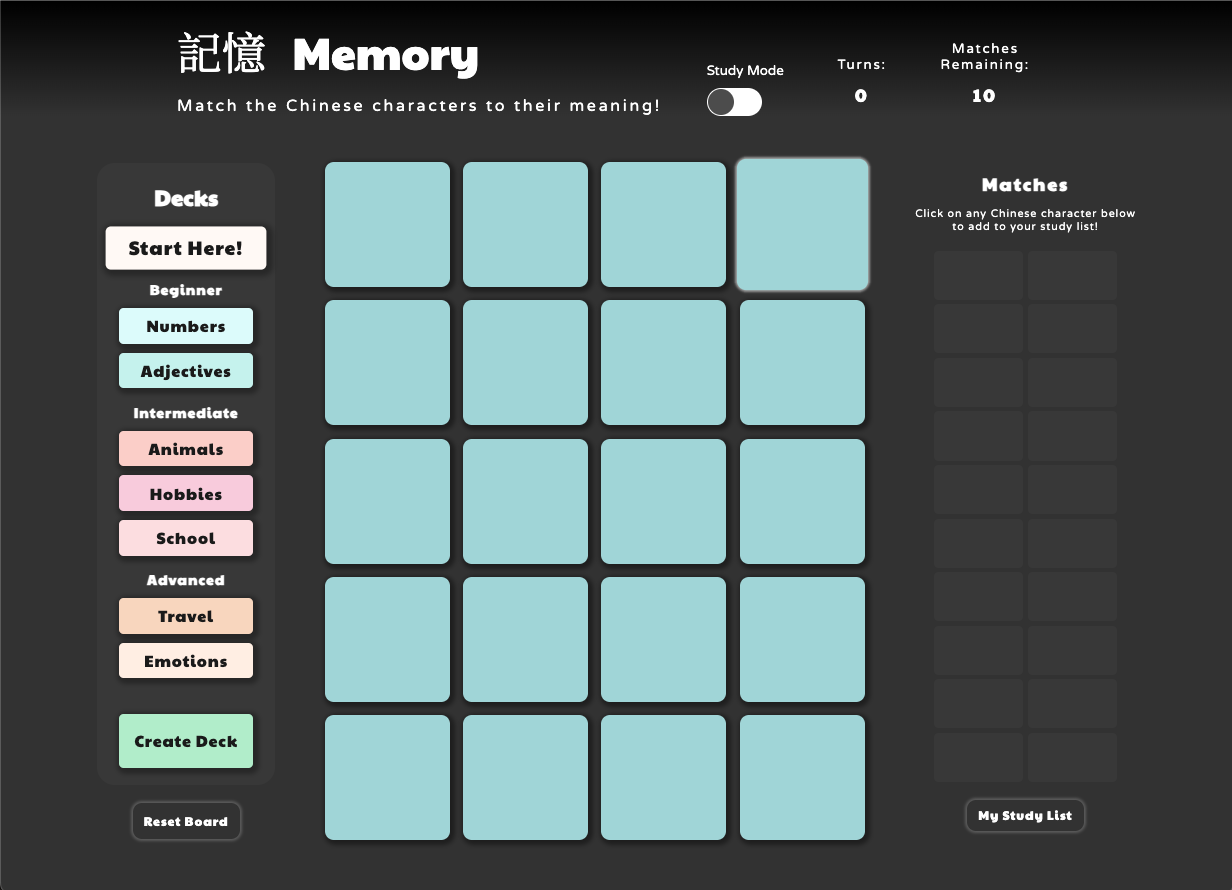 記憶 Memory
Match the Chinese characters to their meaning!
Study Mode
Turns:
0
Matches
Remaining:
10
Decks
Start Here!
Beginner
Numbers
Adjectives
Intermediate
Animals
Hobbies
School
Advanced
Travel
Emotions
Create Deck
Reset Board
Matches
Click on any Chinese character below
to add to your study list!
My Study List